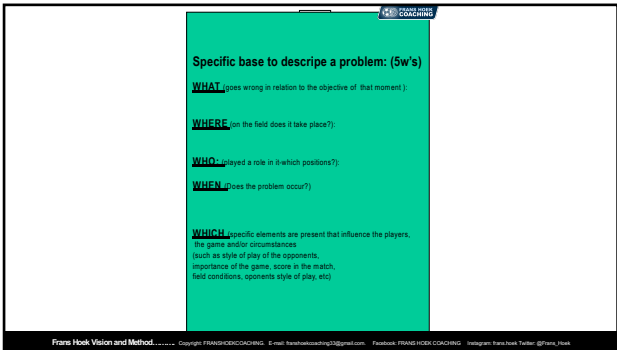 FRANS HOEK
COACHING
Specific base to descripe a problem: (5w's)
WHAT (goes wrong in relation to the objective of that moment ):
WHERE (on the field does it take place?):
WHO: (played a role in it-which positions?):
WHEN (Does the problem occur?)
WHICH (specific elements are present that influence the players,
the game and/or circumstances
(such as style of play of the opponents,
importance of the game, score in the match,
field conditions, oponents style of play, etc)
Frans Hoek Vision and Method……… Copyright: FRANSHOEKCOACHING. E-mail: franshoekcoaching33@gmail.com. Facebook: FRANS HOEK COACHING Instagram: frans.hoek Twitter: @Frans_Hoek